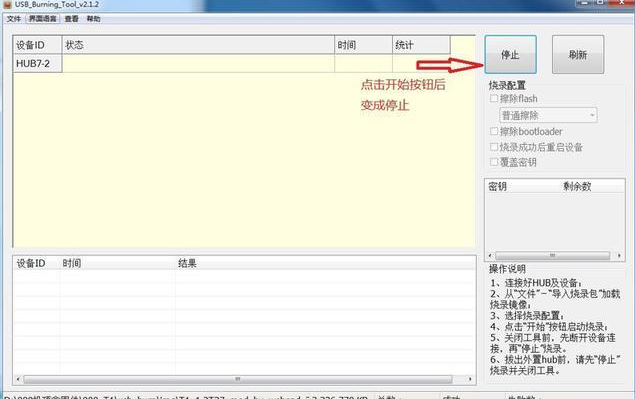 USB_Burning_Tool_v2.1.2
文件 界面语言 查看 帮助
设备ID 状态 时间 统计
HUB7-2
点击开始按钮后
变成停止
停止 刷新
烧录配置
擦除flash
普通擦除
擦除bootloader
烧录成功后重启设备
覆盖密钥
密钥 剩余数
设备ID 时间 结果
操作说明
1、连接好HUB及设备;
2、从“文件”-“导入烧录包”加载
烧录镜像;
3、选择烧录配置;
4、点击“开始”按钮启动烧录;
5、关闭工具前,先断开设备连
接,再“停止”烧录。
6、拔出外置hub前,请先“停止”
烧录并关闭工具。